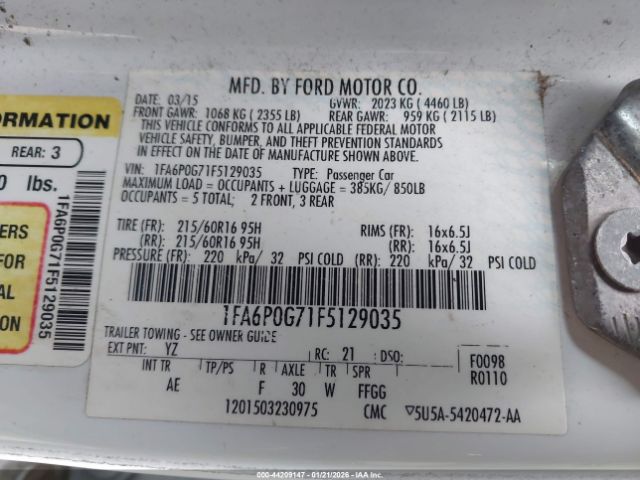 MFD. BY FORD MOTOR CO.
DATE: 03/15 GVWR: 2023 KG ( 4460 LB)
FRONT GAWR: 1068 KG ( 2355 LB) REAR GAWR: 959 KG ( 2115 LB)
THIS VEHICLE CONFORMS TO ALL APPLICABLE FEDERAL MOTOR
VEHICLE SAFETY, BUMPER, AND THEFT PREVENTION STANDARDS
IN EFFECT ON THE DATE OF MANUFACTURE SHOWN ABOVE.
VIN: 1FA6P0G71F5129035 TYPE: Passenger Car
MAXIMUM LOAD = OCCUPANTS + LUGGAGE = 385KG/ 850LB
OCCUPANTS = 5 TOTAL; 2 FRONT, 3 REAR
TIRE (FR): 215/60R16 95H RIMS (FR): 16x6.5J
(RR): 215/60R16 95H (RR): 16x6.5J
PRESSURE (FR): 220 kPa/ 32 PSI COLD (RR): 220 kPa/ 32 PSI COLD
1FA6P0G71F5129035
TRAILER TOWING - SEE OWNER GUIDE
EXT PNT: YZ RC: 21 DSO: F0098
INT TR TP/PS R AXLE TR SPR R0110
AE F 30 W FFGG
1201503230975 CMC ▽5U5A-5420472-AA
FORMATION
REAR: 3
0 lbs.
ERS
FOR
AL
ON
1FA6P0G71F5129035
000-44209147 - 01/21/2026 - IAAI.CA